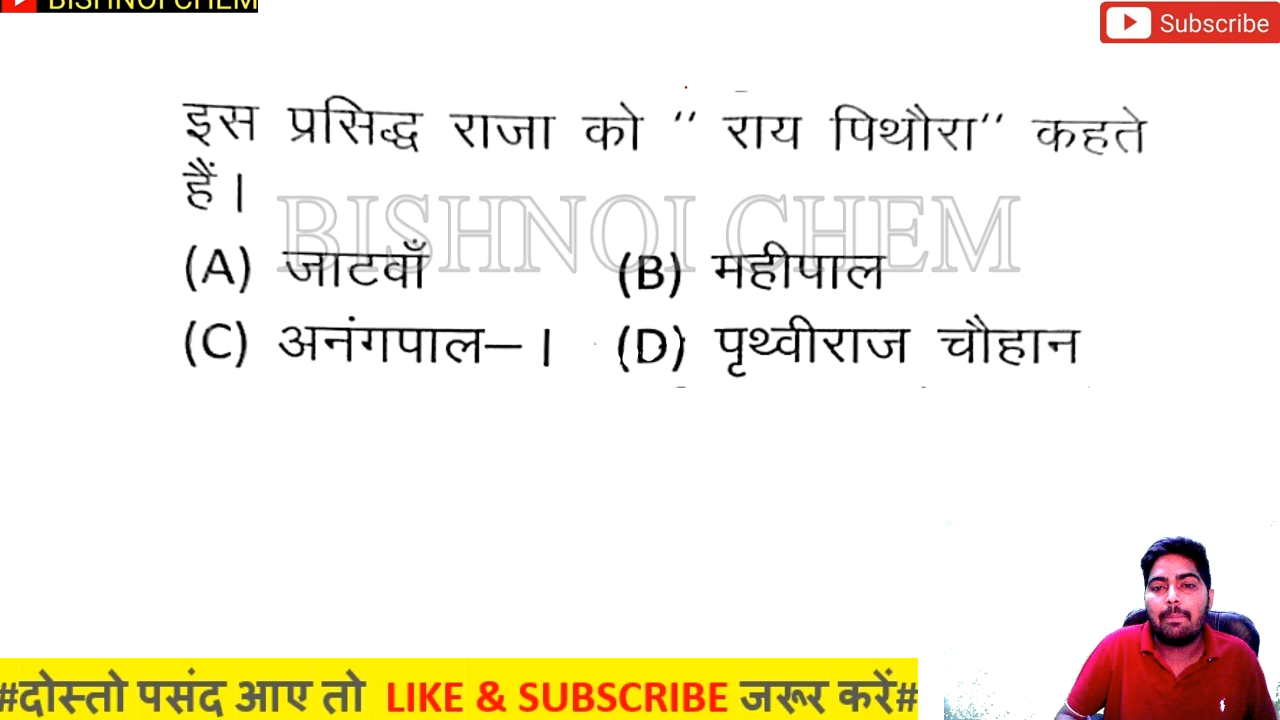 BISHNOI CHEM
Subscribe
इस प्रसिद्ध राजा को " राय पिथौरा" कहते
हैं।
BISHNOI CHEM
(A) जाटवाँ (B) महीपाल
(C) अनंगपाल– I (D) पृथ्वीराज चौहान
#दोस्तो पसंद आए तो LIKE & SUBSCRIBE जरूर करें#